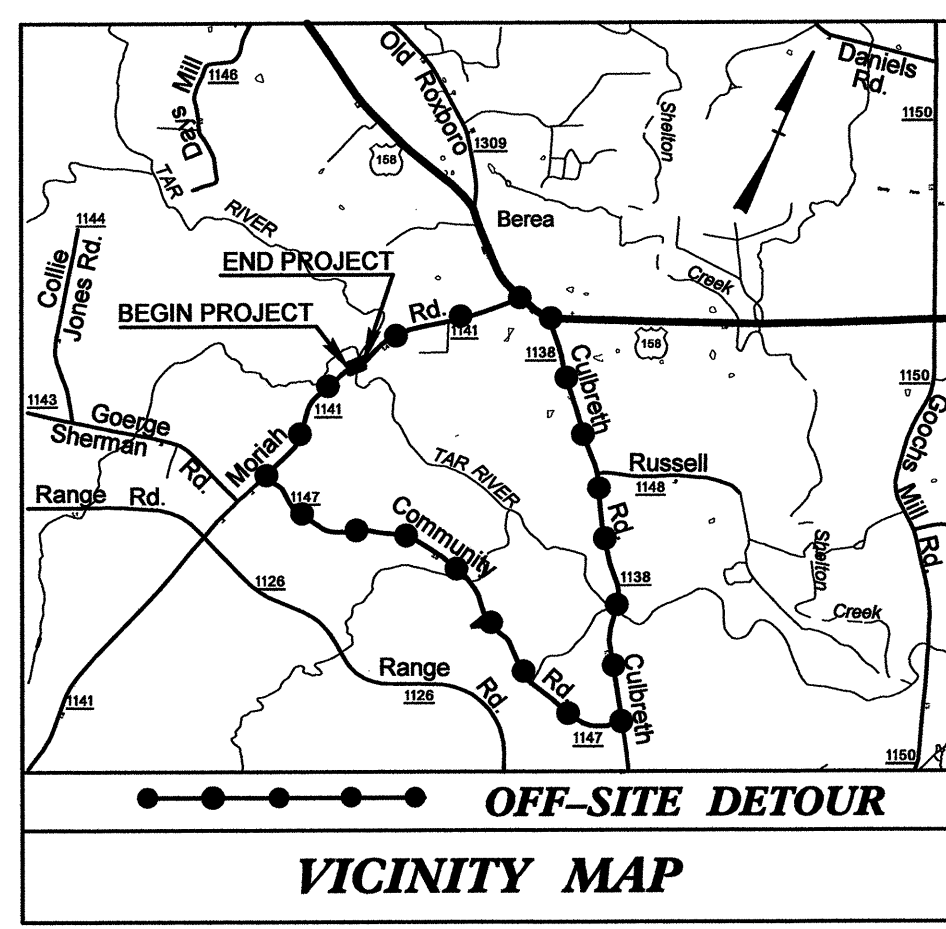 Old Roxboro
Daniels
Rd.
Days Mill
1146
1150
158
1309
Shelton
TAR
RIVER
1144
Berea
Collie
Jones Rd.
END PROJECT
Creek
BEGIN PROJECT
Rd.
1141
1138
158
Culbreth
1150
1143
1141
Goerge
Sherman
Rd.
Moriah
Goochs Mill Rd.
TAR RIVER
Russell
1148
Range Rd.
1147
Community
Rd.
Shelton
1126
1138
Creek
Range
1126
Rd.
Rd.
Culbreth
1141
1147
1150
OFF-SITE DETOUR
VICINITY MAP